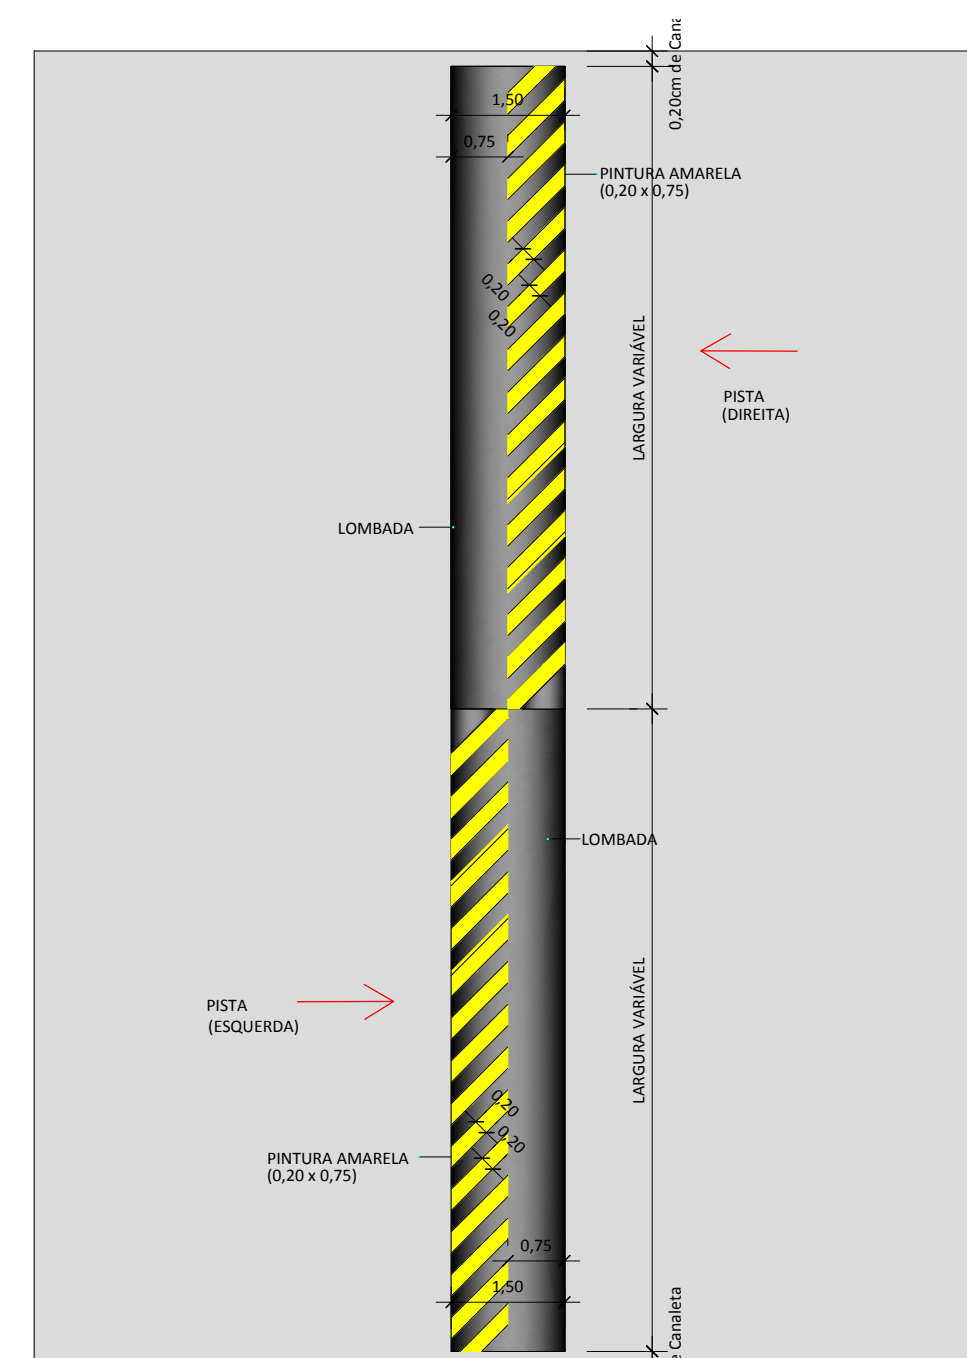 0,20cm de
1,50
0,75
PINTURA AMARELA
(0,20 x 0,75)
0,20
0,20
LARGURA VARIÁVEL
PISTA
(DIREITA)
LOMBADA
LOMBADA
LARGURA VARIÁVEL
PISTA
(ESQUERDA)
0,20
0,20
PINTURA AMARELA
(0,20 x 0,75)
0,75
1,50
Canaleta